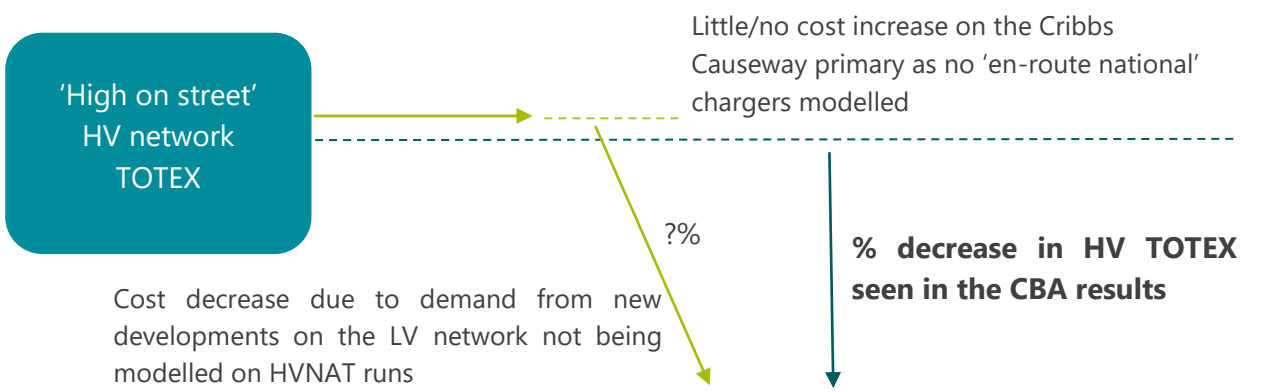 ‘High on street’
HV network
TOTEX
Little/no cost increase on the Cribbs
Causeway primary as no ‘en-route national’
chargers modelled
?%
% decrease in HV TOTEX
seen in the CBA results
Cost decrease due to demand from new
developments on the LV network not being
modelled on HVNAT runs